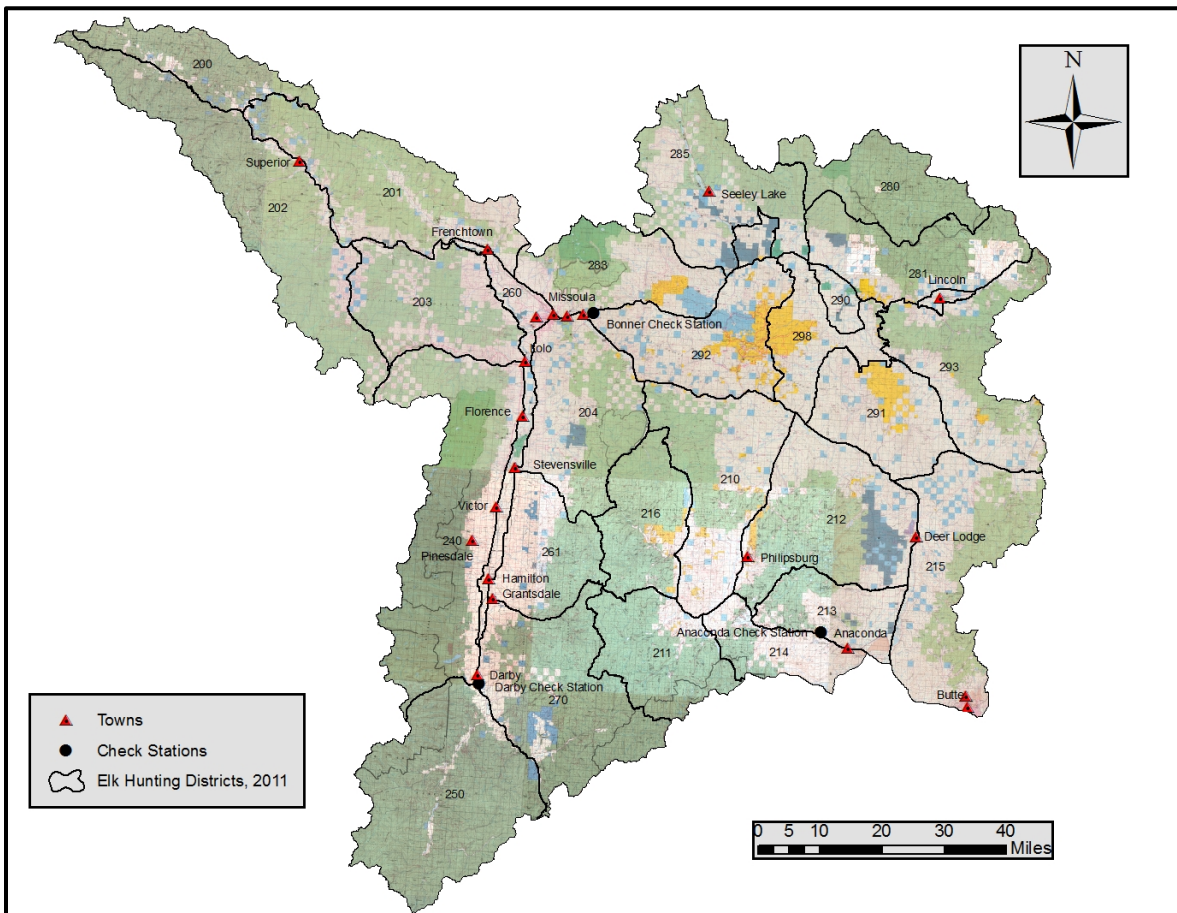 N
200
285
Superior
280
Seeley Lake
201
202
Frenchtown
283
281
Lincoln
203
260
Missoula
290
Bonner Check Station
298
292
Lolo
293
Florence
204
291
Stevensville
210
Victor
216
212
240
Pinesdale
261
Deer Lodge
Philipsburg
215
Hamilton
Grantsdale
213
Anaconda Check Station
Anaconda
211
214
Darby
Darby Check Station
270
Butte
250
Towns
Check Stations
Elk Hunting Districts, 2011
0 5 10 20 30 40
Miles